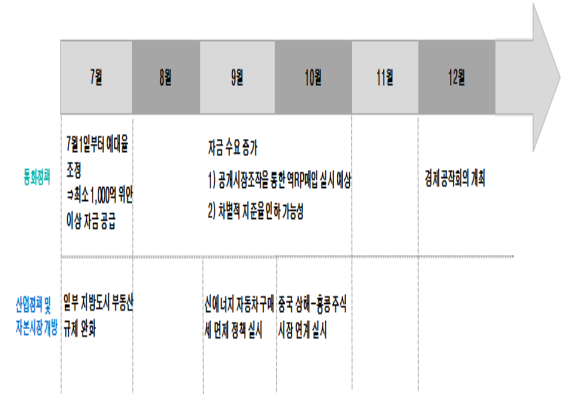 7월
8월
9월
10월
11월
12월
통화정책
7월1일부터 예대율
조정
⇒최소 1,000억 위안
이상 자금 공급
자금 수요 증가
1) 공개시장조작을 통한 역RP매입 실시 예상
2) 차별적 지준율 인하 가능성
경제공작회의 개최
산업정책 및
자본시장 개방
일부 지방도시 부동산
규제 완화
신에너지 자동차 구매
세 면제 정책 실시
중국 상해-홍콩 주식
시장 연계 실시